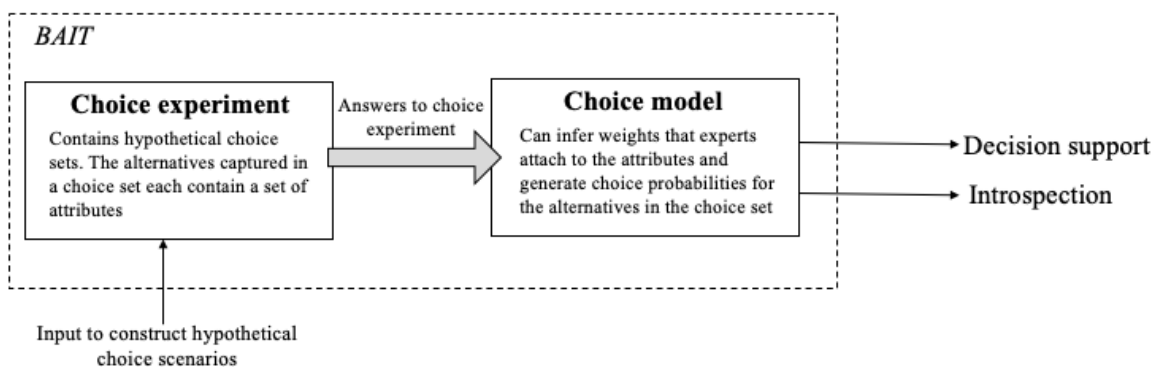 BAIT
Choice experiment
Contains hypothetical choice
sets. The alternatives captured in
a choice set each contain a set of
attributes
Answers to choice
experiment
Choice model
Can infer weights that experts
attach to the attributes and
generate choice probabilities for
the alternatives in the choice set
Decision support
Introspection
Input to construct hypothetical
choice scenarios